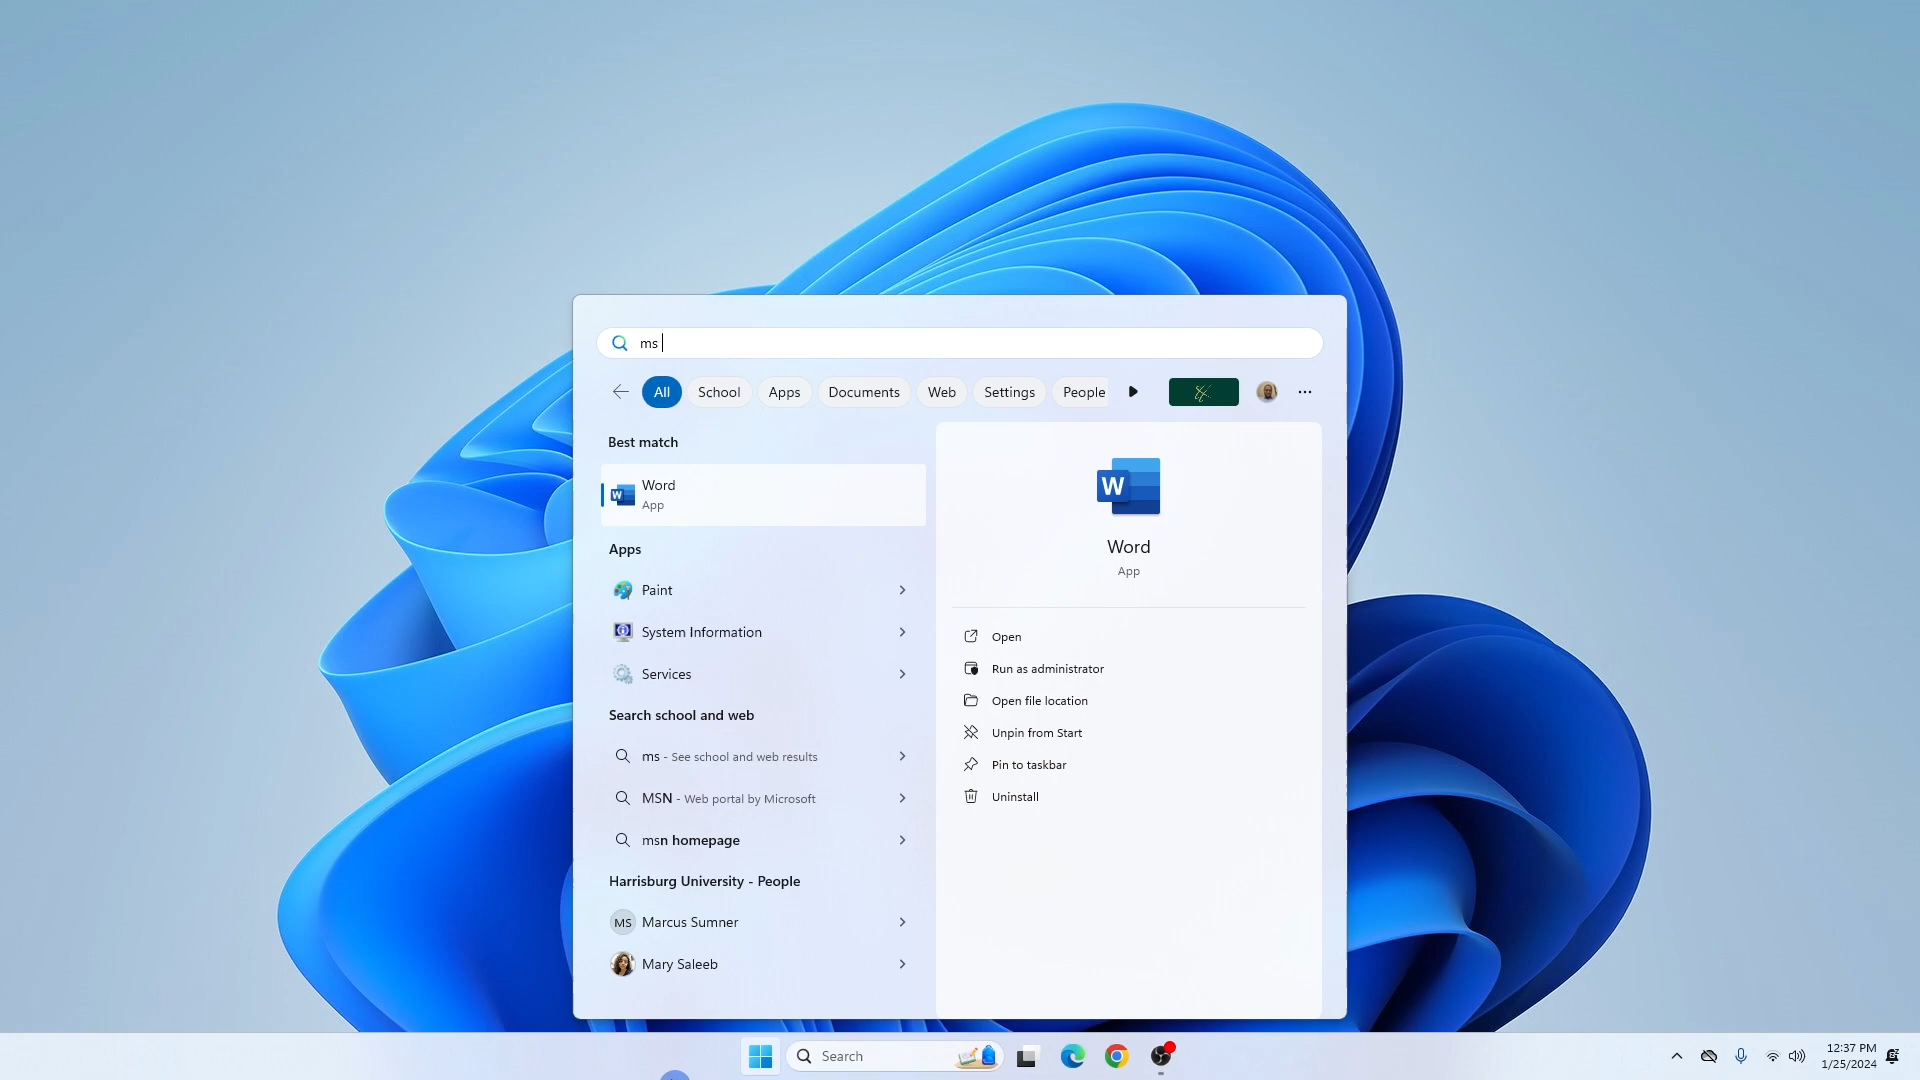 ms
All School Apps Documents Web Settings People
Best match
Word
App
Apps
Paint
System Information
Services
Search school and web
ms - See school and web results
MSN - Web portal by Microsoft
msn homepage
Harrisburg University - People
MS Marcus Sumner
Mary Saleeb
W
Word
App
Open
Run as administrator
Open file location
Unpin from Start
Pin to taskbar
Uninstall
Search
12:37 PM
1/25/2024